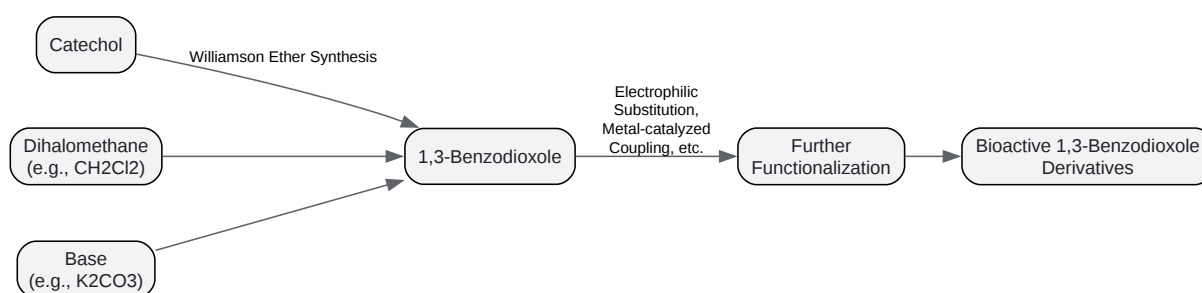 Catechol
Williamson Ether Synthesis
Dihalomethane
(e.g., CH2Cl2)
Base
(e.g., K2CO3)
1,3-Benzodioxole
Electrophilic
Substitution,
Metal-catalyzed
Coupling, etc.
Further
Functionalization
Bioactive 1,3-Benzodioxole
Derivatives